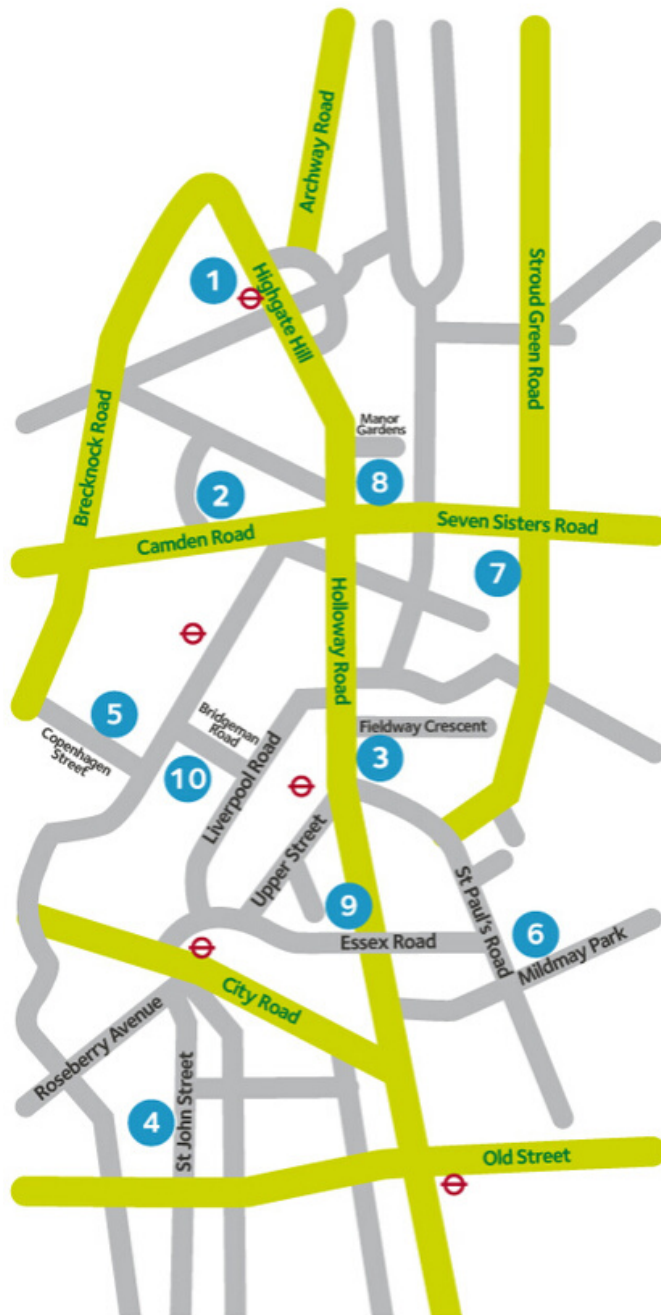 Archway Road
1
Highgate Hill
Stroud Green Road
Brecknock Road
Manor
Gardens
2
8
Camden Road
Seven Sisters Road
7
Holloway Road
5
Copenhagen
Street
Bridgeman
Road
Fieldway Crescent
10
Liverpool Road
3
Upper Street
St Paul's Road
9
Essex Road
6
Mildmay Park
City Road
Roseberry Avenue
4
St John Street
Old Street